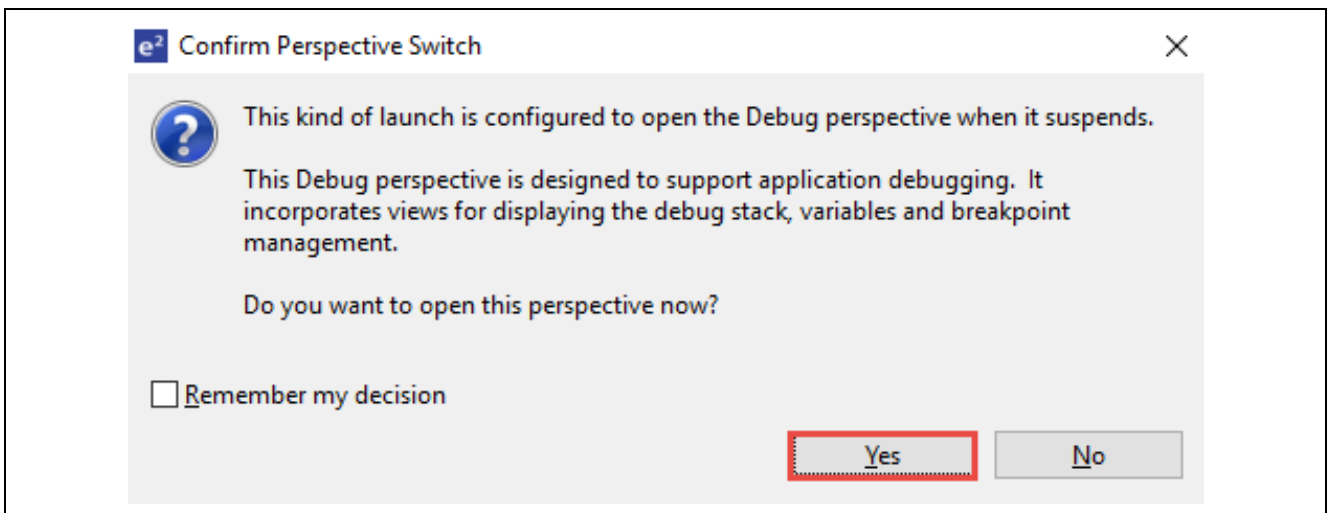 e² Confirm Perspective Switch
This kind of launch is configured to open the Debug perspective when it suspends.
This Debug perspective is designed to support application debugging. It
incorporates views for displaying the debug stack, variables and breakpoint
management.
Do you want to open this perspective now?
Remember my decision
Yes No